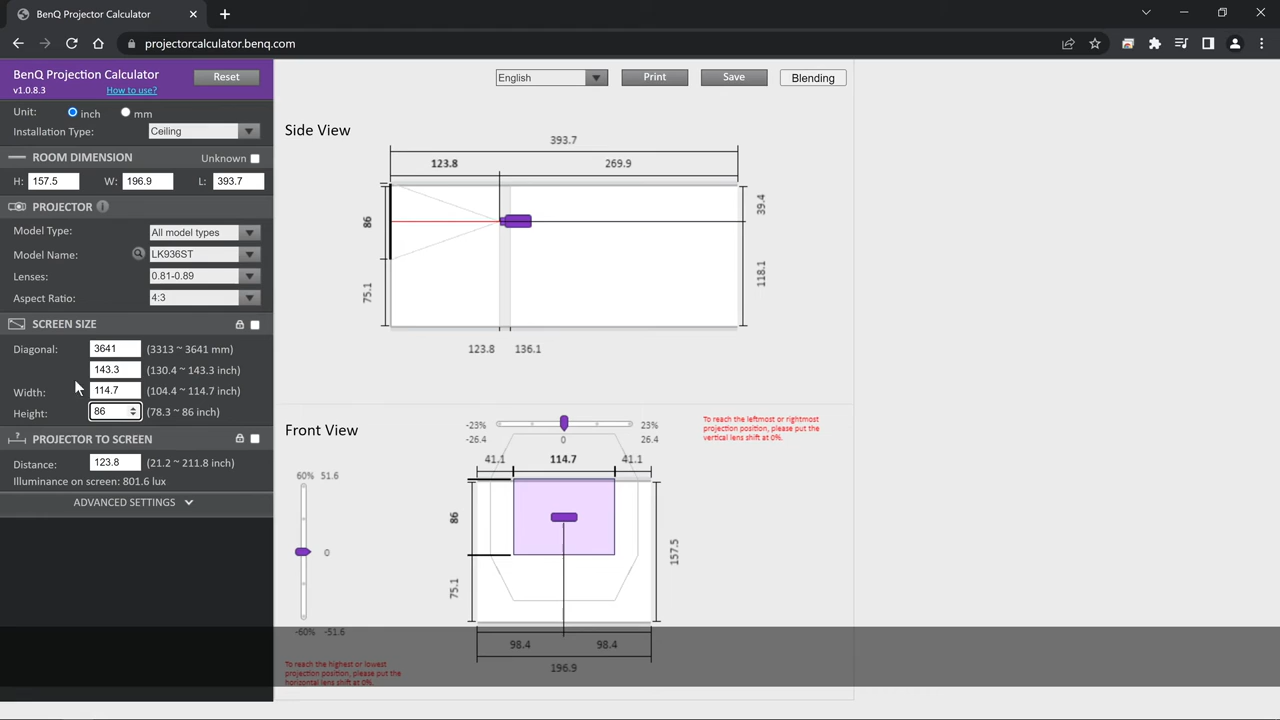 BenQ Projector Calculator
projectorcalculator.benq.com
BenQ Projection Calculator
Reset
v1.0.8.3
How to use?
Unit:
inch
mm
Installation Type:
Ceiling
ROOM DIMENSION
Unknown
H:
157.5
W:
196.9
L:
393.7
PROJECTOR
Model Type:
All model types
Model Name:
LK936ST
Lenses:
0.81-0.89
Aspect Ratio:
4:3
SCREEN SIZE
Diagonal:
3641
(3313 ~ 3641 mm)
143.3
(130.4 ~ 143.3 inch)
Width:
114.7
(104.4 ~ 114.7 inch)
Height:
86
(78.3 ~ 86 inch)
PROJECTOR TO SCREEN
Distance:
123.8
(21.2 ~ 211.8 inch)
Illuminance on screen: 801.6 lux
ADVANCED SETTINGS
English
Print
Save
Blending
Side View
393.7
123.8
269.9
86
75.1
39.4
118.1
123.8
136.1
Front View
-23%
23%
-26.4
0
26.4
To reach the leftmost or rightmost
projection position, please put the
vertical lens shift at 0%.
41.1
114.7
41.1
60%
51.6
0
-60%
-51.6
86
75.1
157.5
98.4
98.4
196.9
To reach the highest or lowest
projection position, please put the
horizontal lens shift at 0%.